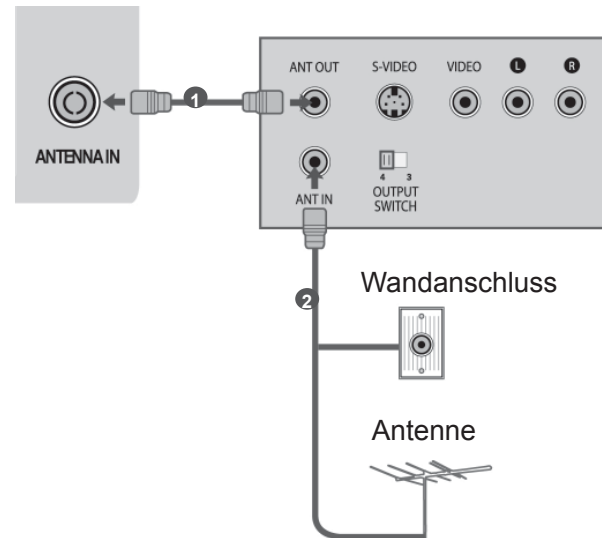 ANT OUT S-VIDEO VIDEO L R
1
ANTENNA IN
4 3
ANT IN OUTPUT
SWITCH
2
Wandanschluss
Antenne